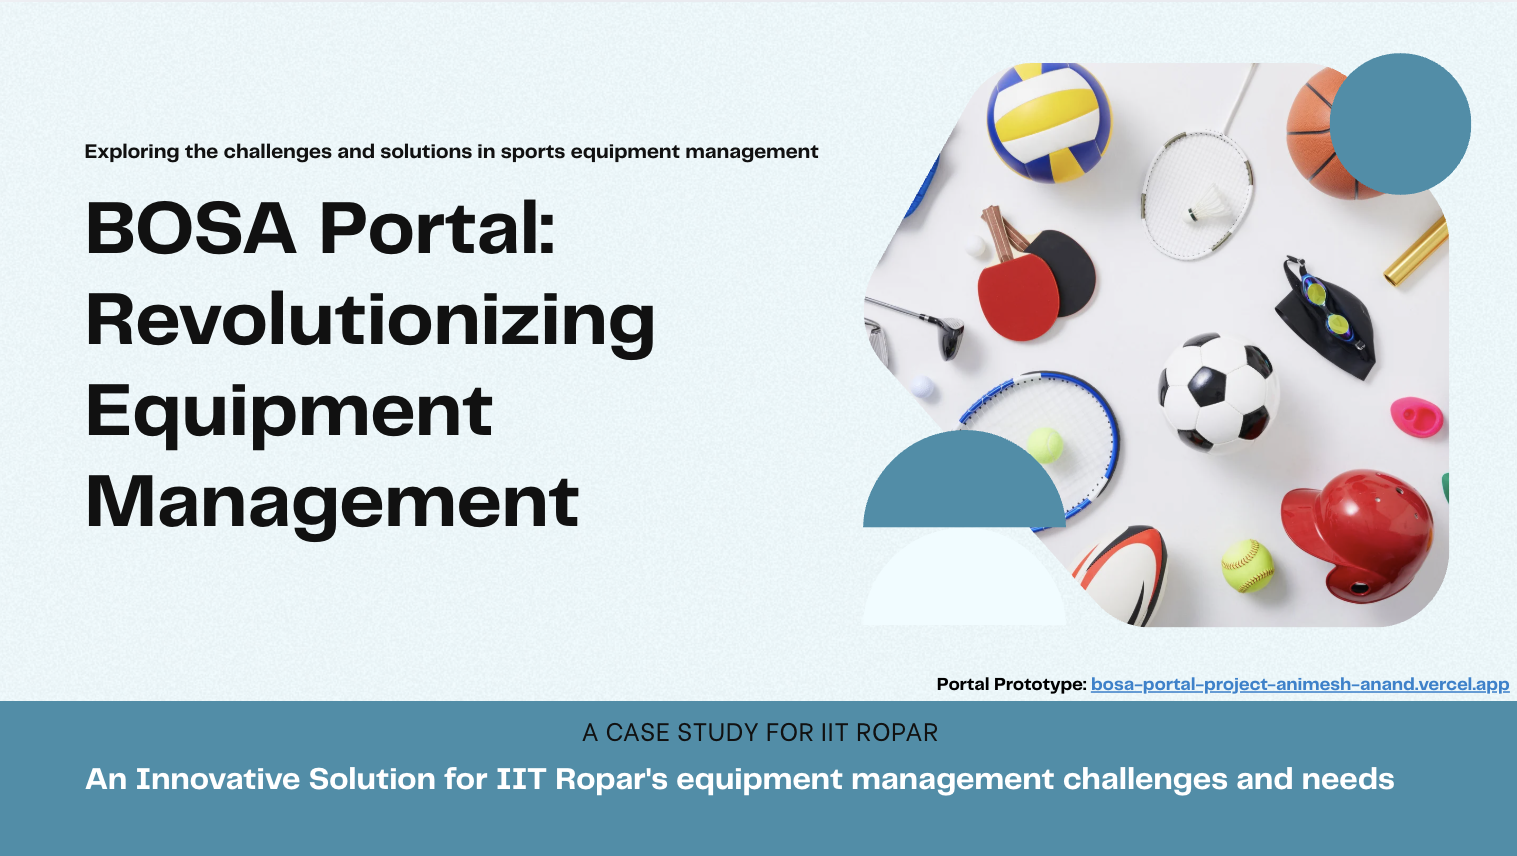 Exploring the challenges and solutions in sports equipment management
BOSA Portal:
Revolutionizing
Equipment
Management
Portal Prototype: bosa-portal-project-animesh-anand.vercel.app
A CASE STUDY FOR IIT ROPAR
An Innovative Solution for IIT Ropar's equipment management challenges and needs